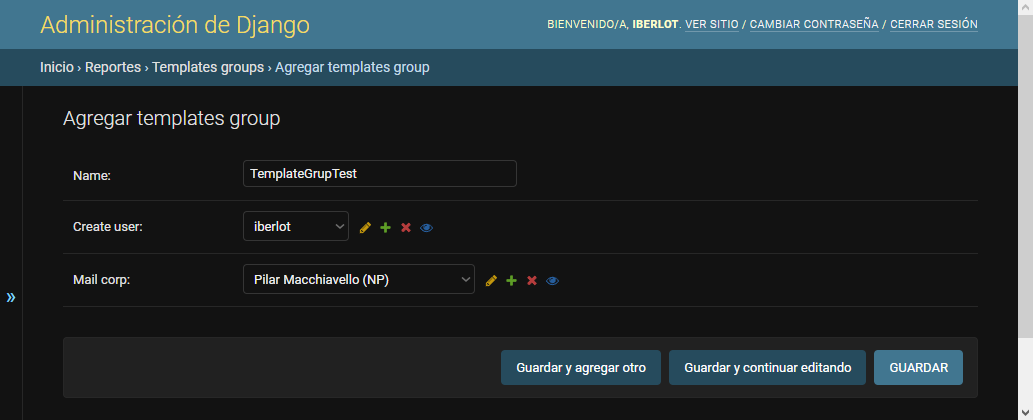 Administración de Django
BIENVENIDO/A, IBERLOT. VER SITIO / CAMBIAR CONTRASEÑA / CERRAR SESIÓN
Inicio › Reportes › Templates groups › Agregar templates group
Agregar templates group
Name: TemplateGrupTest
Create user: iberlot
Mail corp: Pilar Macchiavello (NP)
»
Guardar y agregar otro Guardar y continuar editando GUARDAR